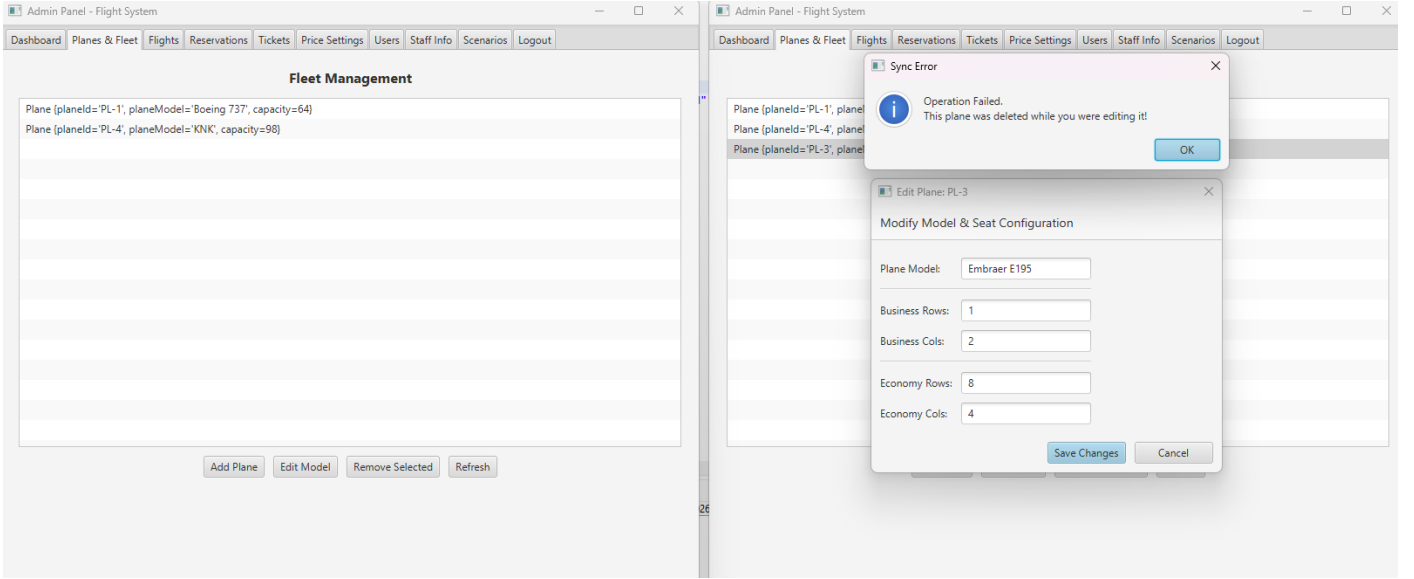 Admin Panel - Flight System
Dashboard Planes & Fleet Flights Reservations Tickets Price Settings Users Staff Info Scenarios Logout
Fleet Management
Plane {planeId='PL-1', planeModel='Boeing 737', capacity=64}
Plane {planeId='PL-4', planeModel='KNK', capacity=98}
Add Plane Edit Model Remove Selected Refresh
Admin Panel - Flight System
Dashboard Planes & Fleet Flights Reservations Tickets Price Settings Users Staff Info Scenarios Logout
Plane {planeId='PL-1',
Plane {planeId='PL-4',
Plane {planeId='PL-3',
Sync Error
Operation Failed.
This plane was deleted while you were editing it!
OK
Edit Plane: PL-3
Modify Model & Seat Configuration
Plane Model: Embraer E195
Business Rows: 1
Business Cols: 2
Economy Rows: 8
Economy Cols: 4
Save Changes Cancel